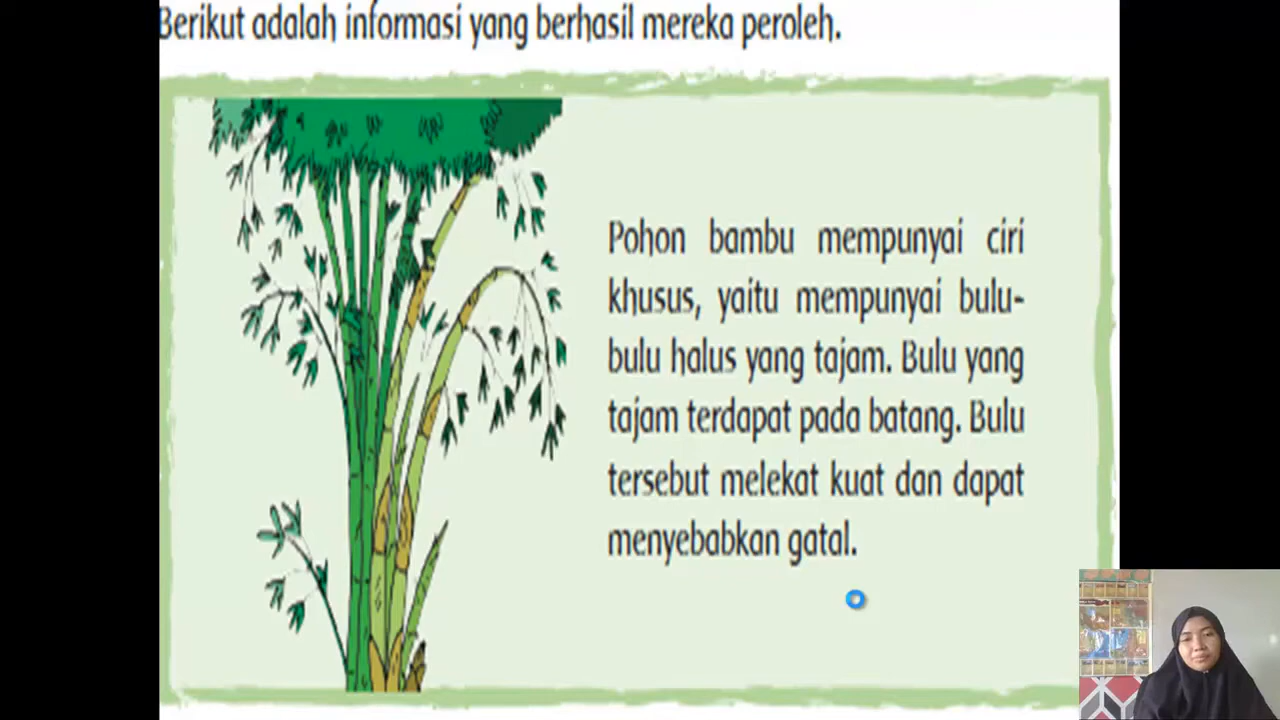 Berikut adalah informasi yang berhasil mereka peroleh.
Pohon bambu mempunyai ciri
khusus, yaitu mempunyai bulu-
bulu halus yang tajam. Bulu yang
tajam terdapat pada batang. Bulu
tersebut melekat kuat dan dapat
menyebabkan gatal.